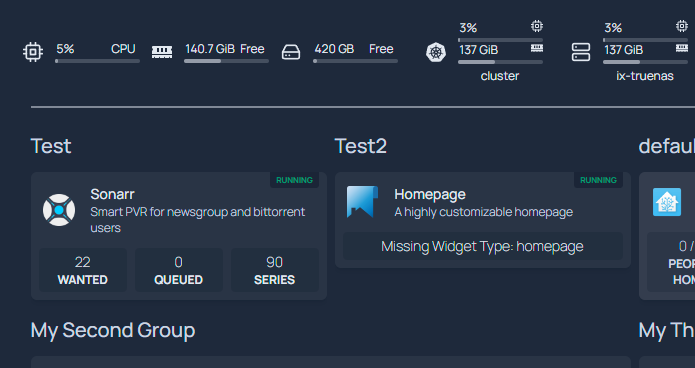 5% CPU
140.7 GiB Free
420 GB Free
3%
137 GiB
cluster
3%
137 GiB
ix-truenas
Test
RUNNING
Sonarr
Smart PVR for newsgroup and bittorrent
users
22
WANTED
0
QUEUED
90
SERIES
Test2
RUNNING
Homepage
A highly customizable homepage
Missing Widget Type: homepage
defau
0 /
PEOP
HOM
My Second Group
My Th